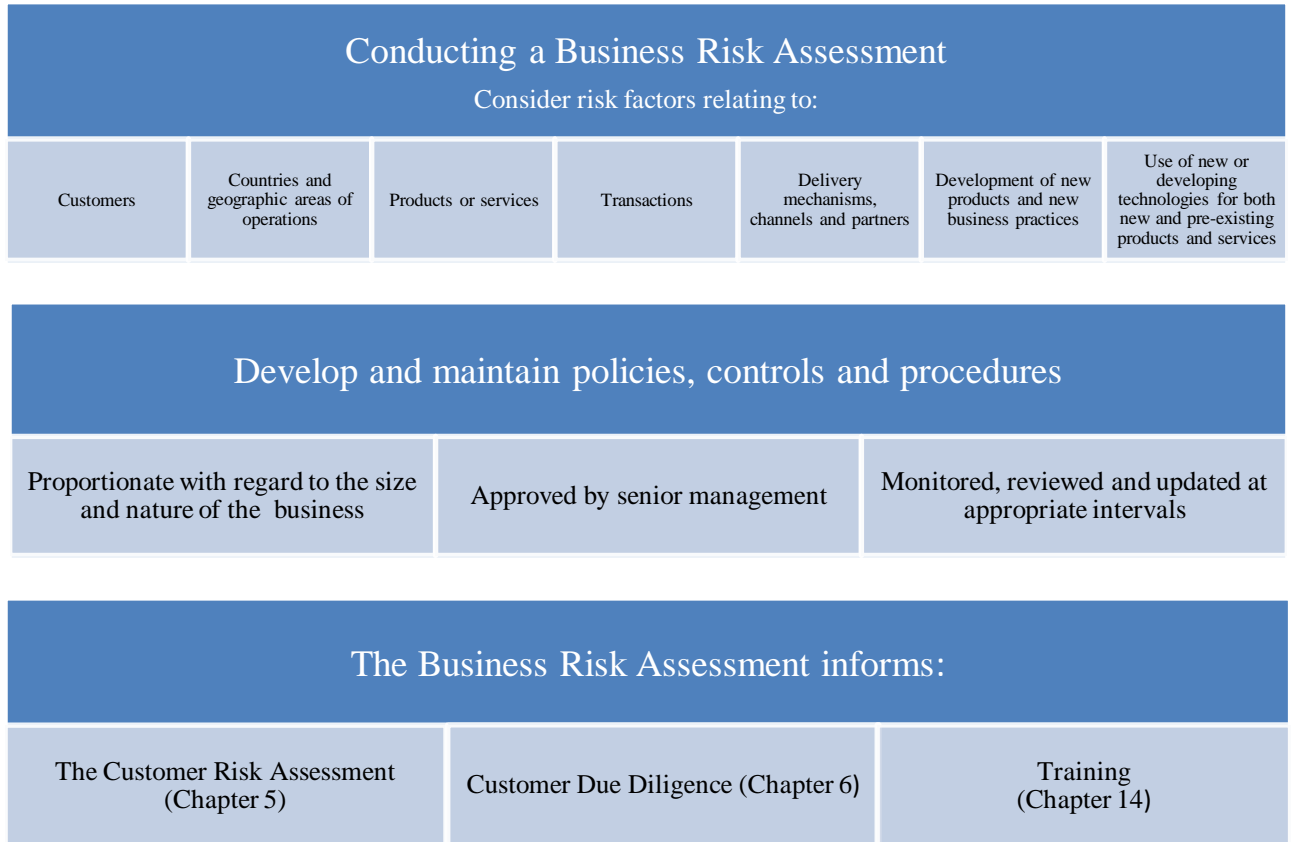 Conducting a Business Risk Assessment
Consider risk factors relating to:
Customers
Countries and
geographic areas of
operations
Products or services
Transactions
Delivery
mechanisms,
channels and partners
Development of new
products and new
business practices
Use of new or
developing
technologies for both
new and pre-existing
products and services
Develop and maintain policies, controls and procedures
Proportionate with regard to the size
and nature of the business
Approved by senior management
Monitored, reviewed and updated at
appropriate intervals
The Business Risk Assessment informs:
The Customer Risk Assessment
(Chapter 5)
Customer Due Diligence (Chapter 6)
Training
(Chapter 14)